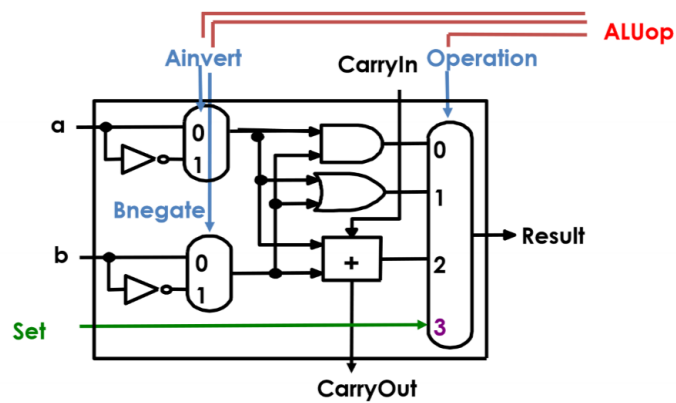 ALUop
Ainvert
CarryIn
Operation
a
0
1
0
1
Bnegate
b
0
1
+
2
Result
Set
3
CarryOut